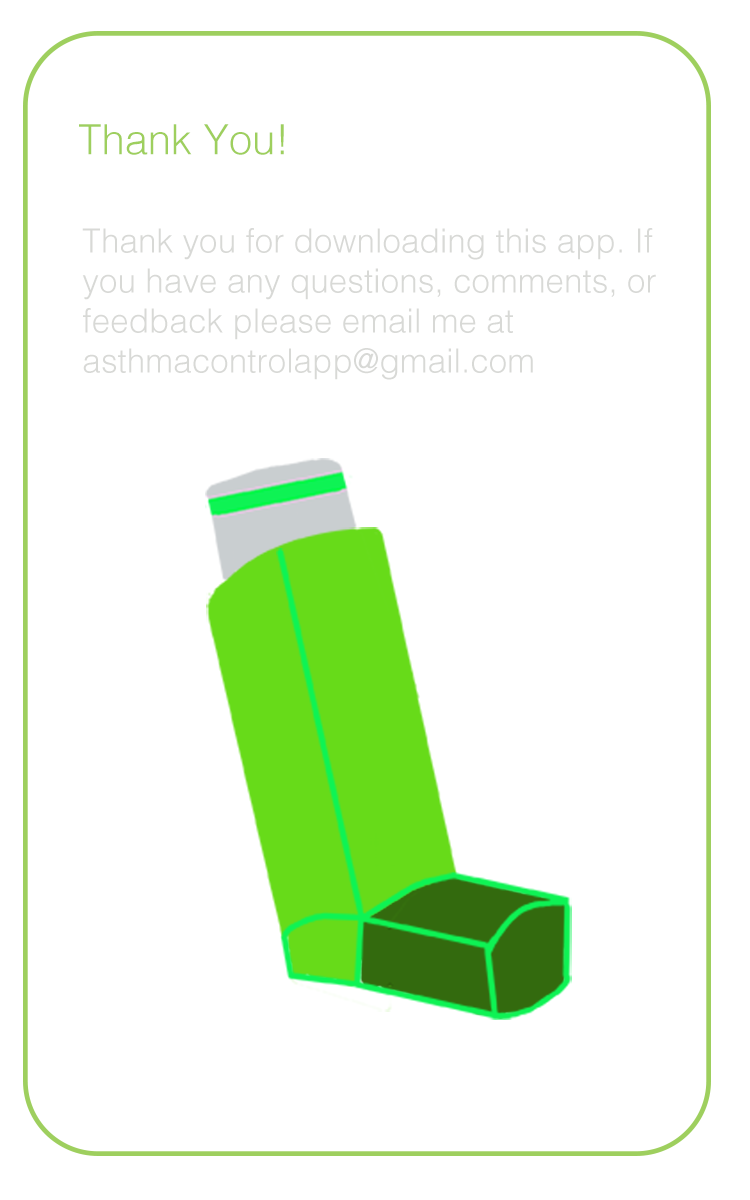 Thank You!
Thank you for downloading this app. If
you have any questions, comments, or
feedback please email me at
asthmacontrolapp@gmail.com